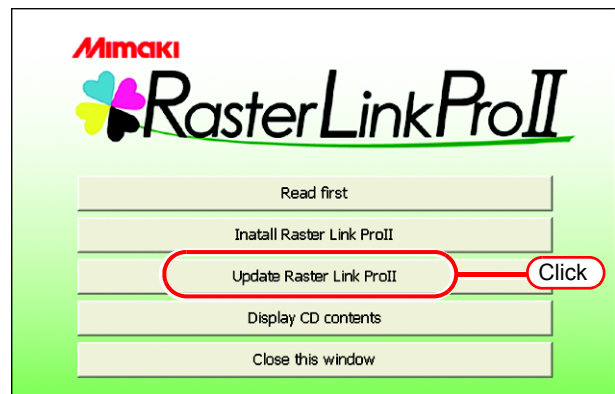 Mimaki
RasterLinkProII
Read first
Inatall Raster Link ProII
Update Raster Link ProII
Click
Display CD contents
Close this window